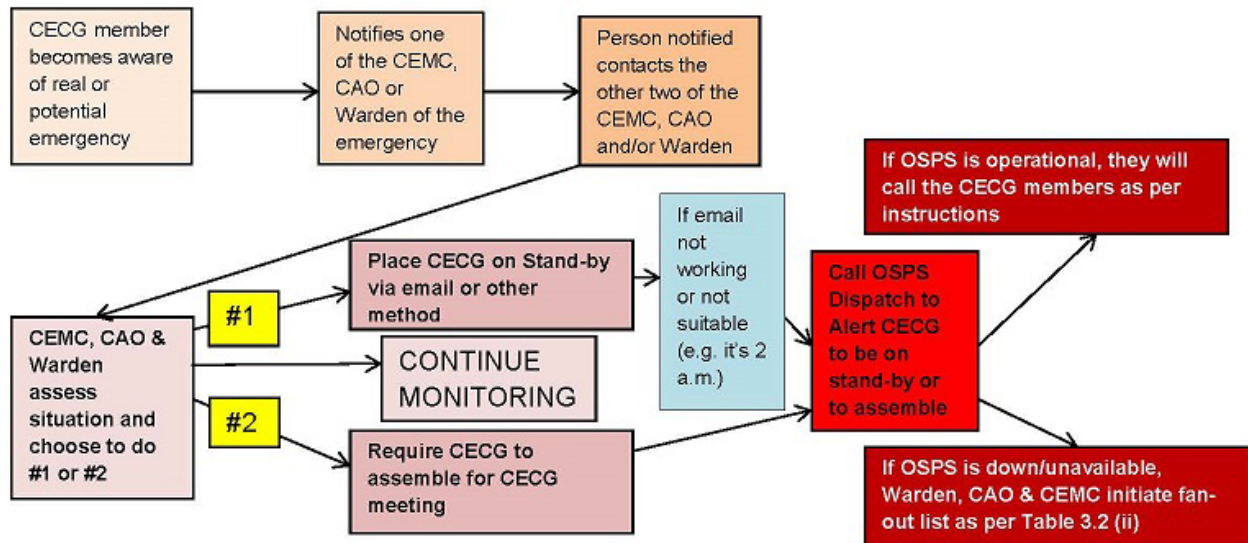 CECG member
becomes aware
of real or
potential
emergency
Notifies one
of the CEMC,
CAO or
Warden of the
emergency
Person notified
contacts the
other two of the
CEMC, CAO
and/or Warden
If OSPS is operational, they will
call the CECG members as per
instructions
If email
not
working
or not
suitable
(e.g. it's 2
a.m.)
Place CECG on Stand-by
via email or other
method
Call OSPS
Dispatch to
Alert CECG
to be on
stand-by or
to assemble
#1
CEMC, CAO &
Warden
assess
situation and
choose to do
#1 or #2
CONTINUE
MONITORING
#2
Require CECG to
assemble for CECG
meeting
If OSPS is down/unavailable,
Warden, CAO & CEMC initiate fan-
out list as per Table 3.2 (ii)